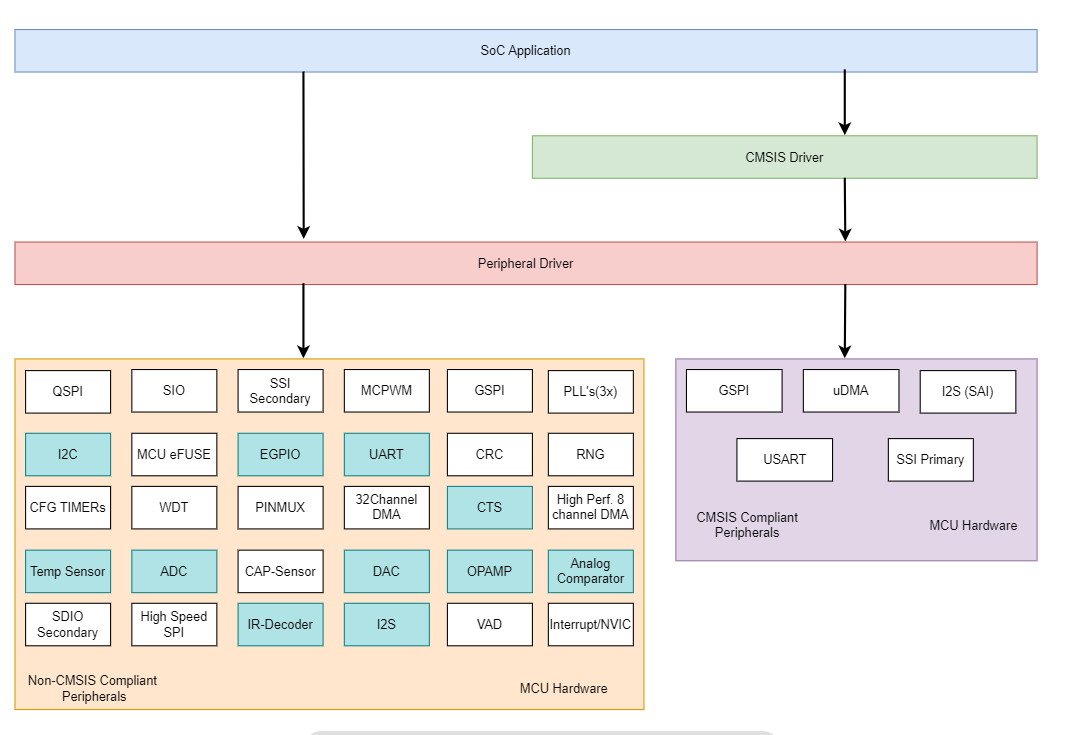 SoC Application
CMSIS Driver
Peripheral Driver
QSPI
SIO
SSI
Secondary
MCPWM
GSPI
PLL's(3x)
I2C
MCU eFUSE
EGPIO
UART
CRC
RNG
CFG TIMERs
WDT
PINMUX
32Channel
DMA
CTS
High Perf. 8
channel DMA
Temp Sensor
ADC
CAP-Sensor
DAC
OPAMP
Analog
Comparator
SDIO
Secondary
High Speed
SPI
IR-Decoder
I2S
VAD
Interrupt/NVIC
Non-CMSIS Compliant
Peripherals
MCU Hardware
GSPI
uDMA
I2S (SAI)
USART
SSI Primary
CMSIS Compliant
Peripherals
MCU Hardware